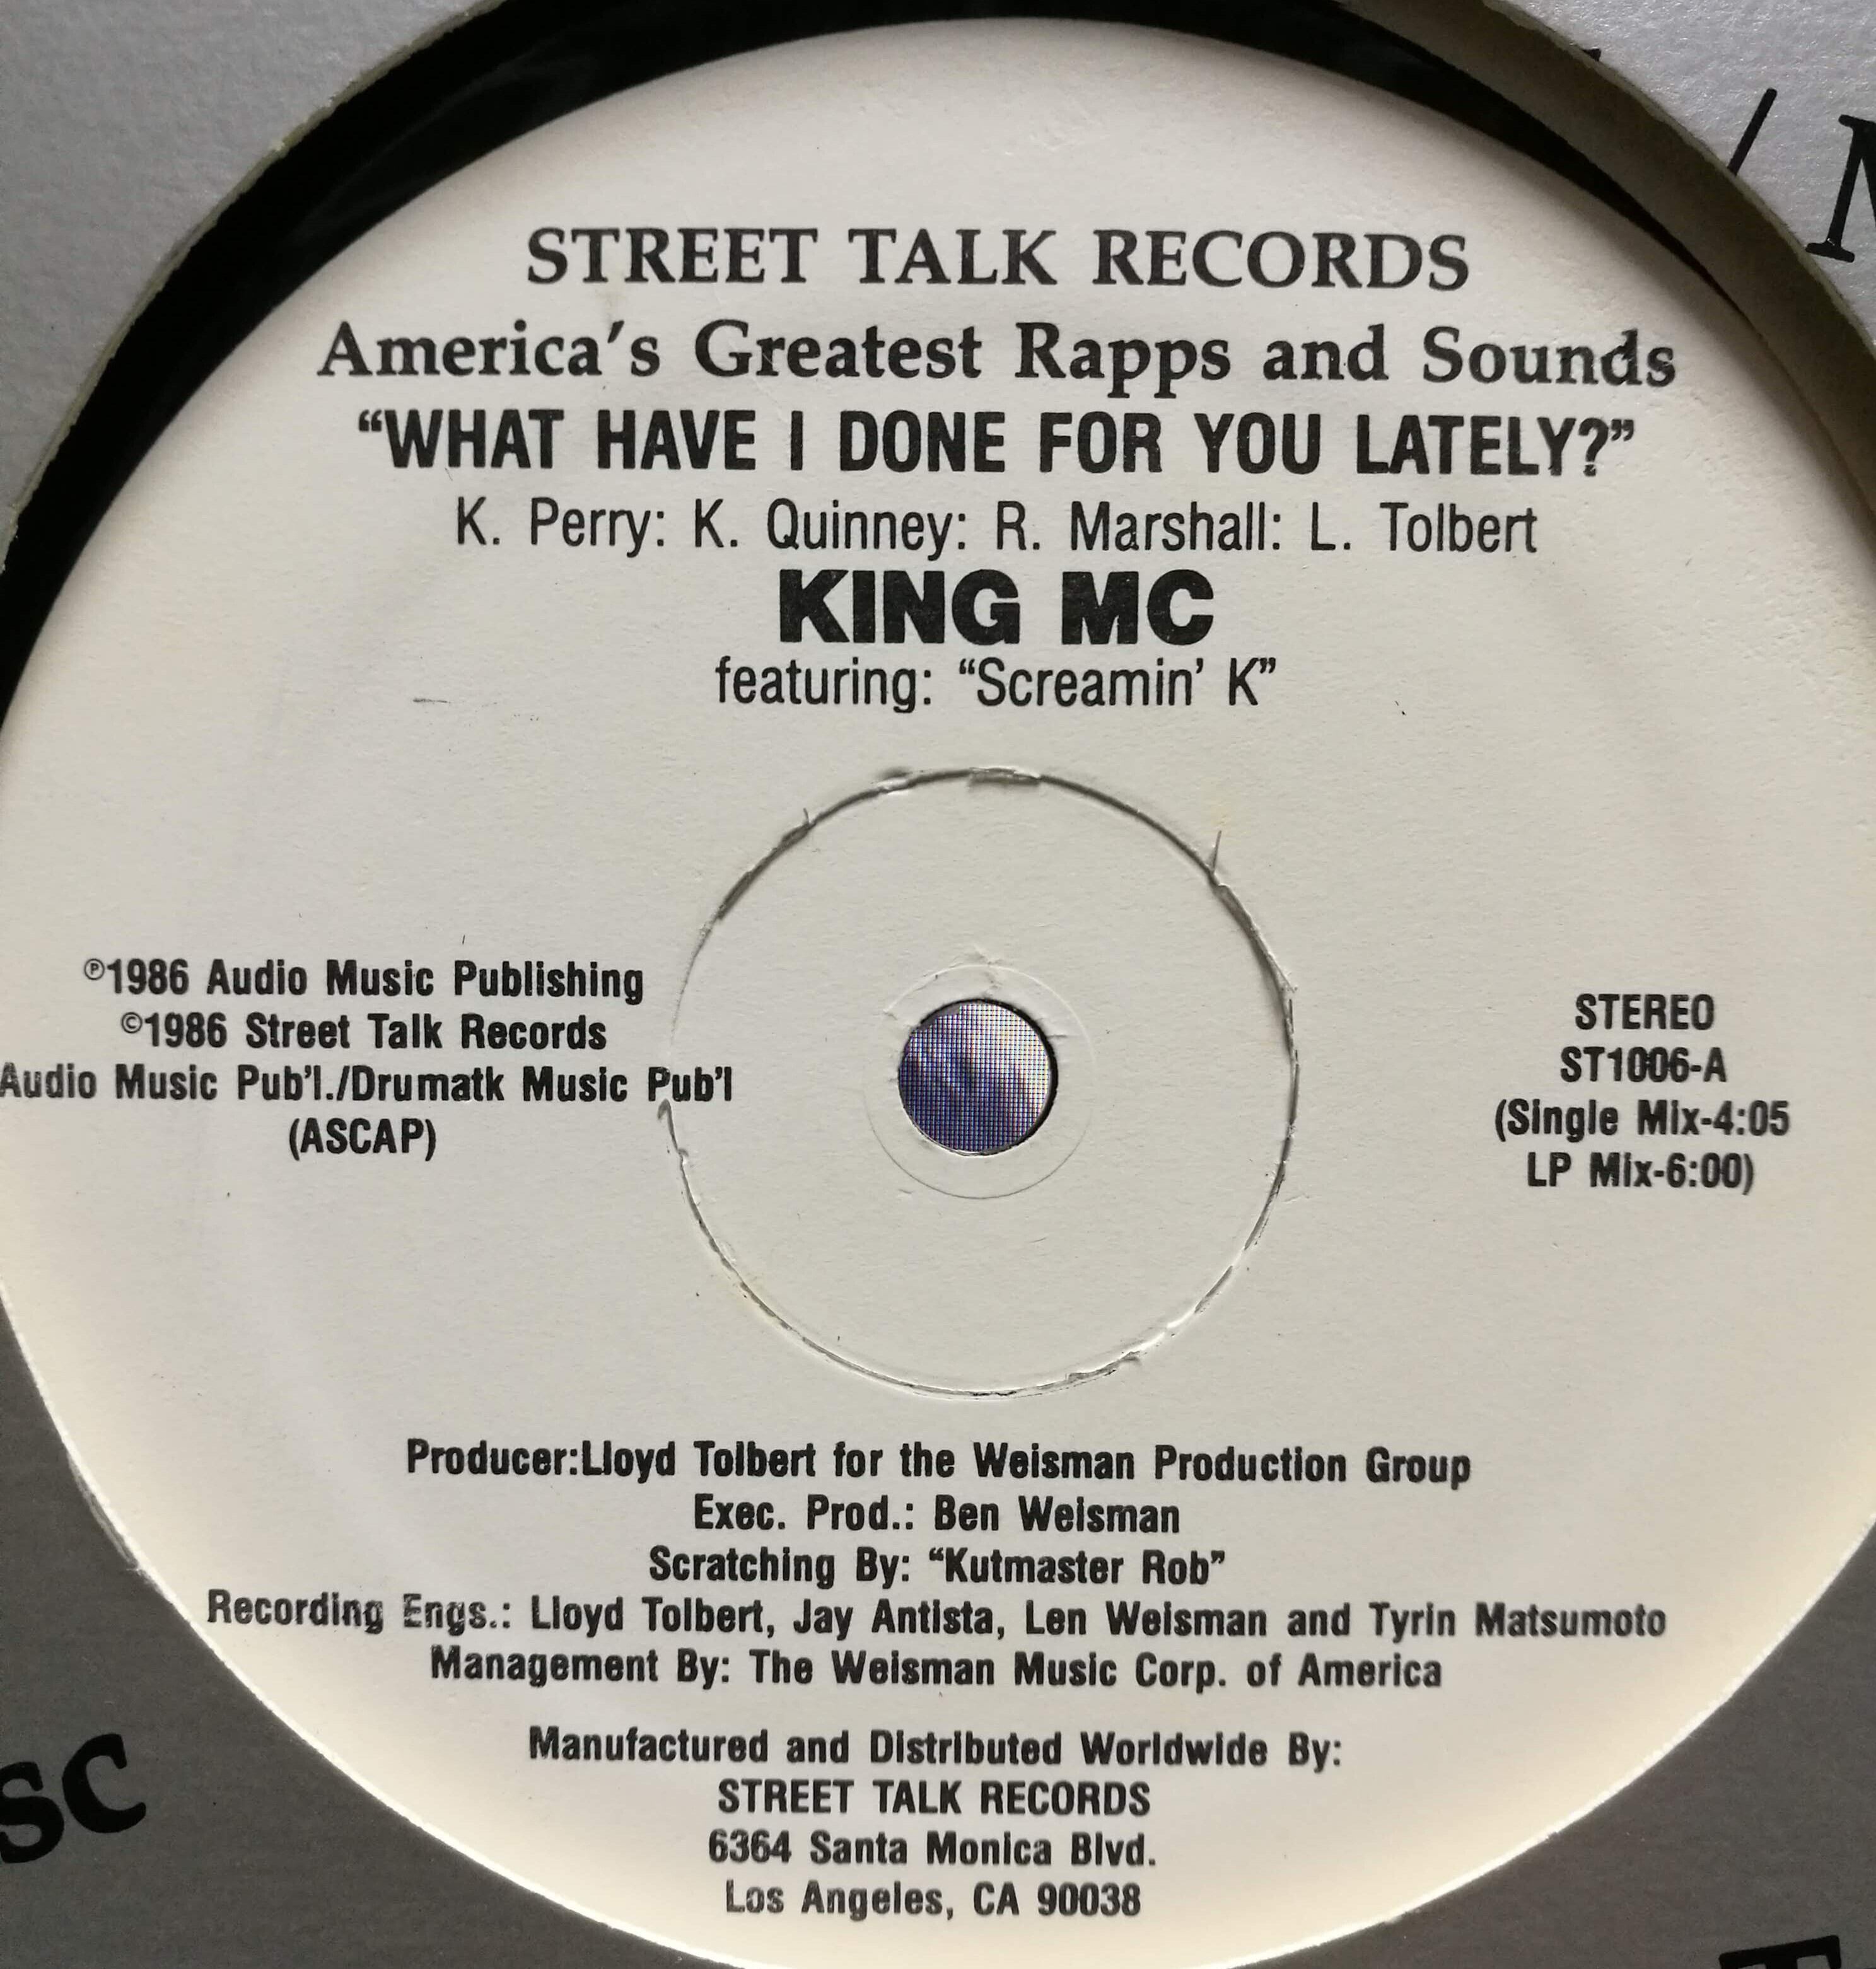 STREET TALK RECORDS
America's Greatest Rapps and Sounds
“WHAT HAVE I DONE FOR YOU LATELY?”
K. Perry: K. Quinney: R. Marshall: L. Tolbert
KING MC
featuring: “Screamin' K”
℗1986 Audio Music Publishing
©1986 Street Talk Records
Audio Music Pub'l./Drumatk Music Pub'l
(ASCAP)
STEREO
ST1006-A
(Single Mix-4:05
LP Mix-6:00)
Producer:Lloyd Tolbert for the Weisman Production Group
Exec. Prod.: Ben Weisman
Scratching By: “Kutmaster Rob”
Recording Engs.: Lloyd Tolbert, Jay Antista, Len Weisman and Tyrin Matsumoto
Management By: The Weisman Music Corp. of America
Manufactured and Distributed Worldwide By:
STREET TALK RECORDS
6364 Santa Monica Blvd.
Los Angeles, CA 90038